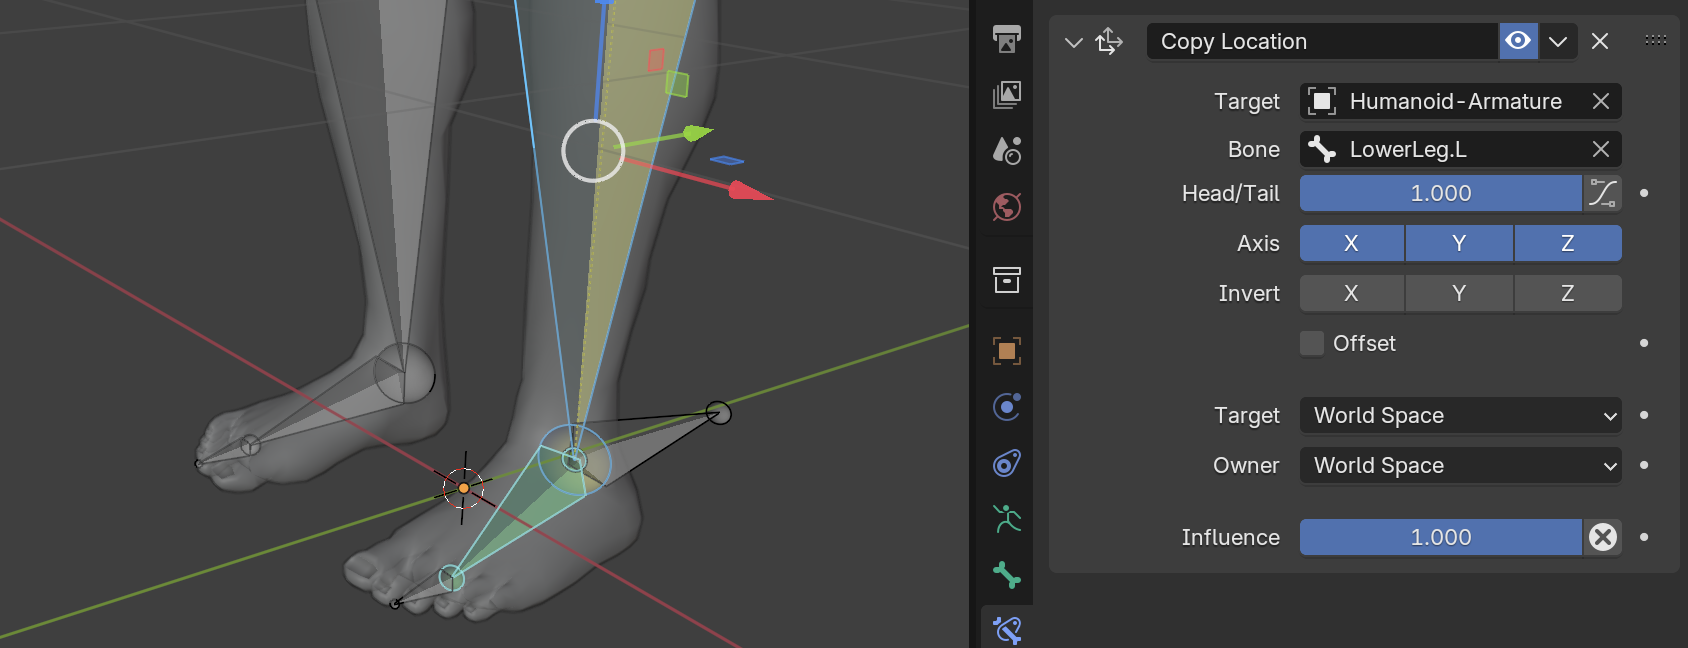 Copy Location
Target Humanoid-Armature
Bone LowerLeg.L
Head/Tail 1.000
Axis X Y Z
Invert X Y Z
Offset
Target World Space
Owner World Space
Influence 1.000